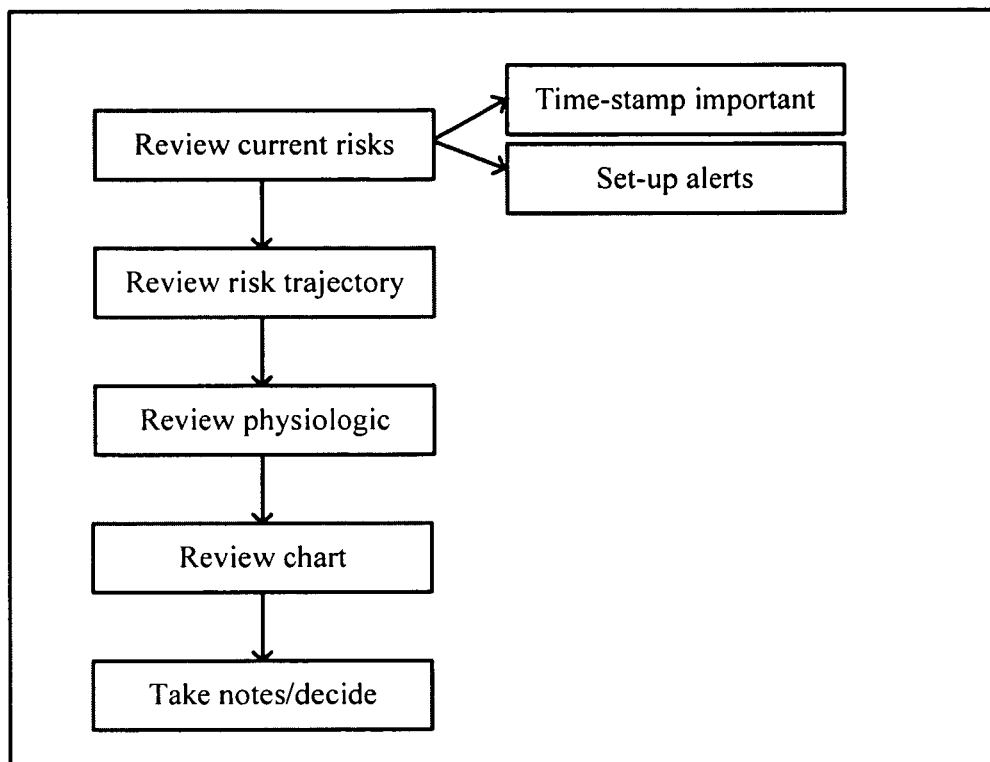 Review current risks
Time-stamp important
Set-up alerts
Review risk trajectory
Review physiologic
Review chart
Take notes/decide